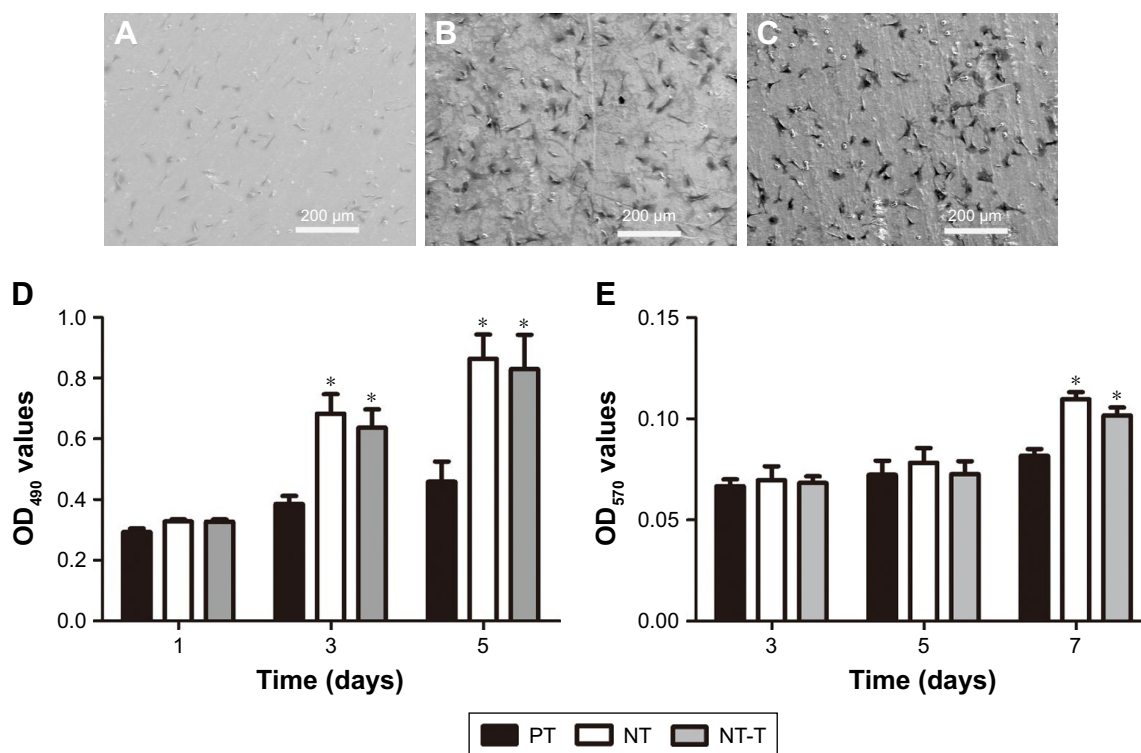 A B C
200 μm 200 μm 200 μm
D E
1.0
0.8
0.6
0.4
0.2
0.0
OD490 values
* * * *
1 3 5
Time (days)
0.15
0.10
0.05
0.00
OD570 values
* *
3 5 7
Time (days)
PT NT NT-T